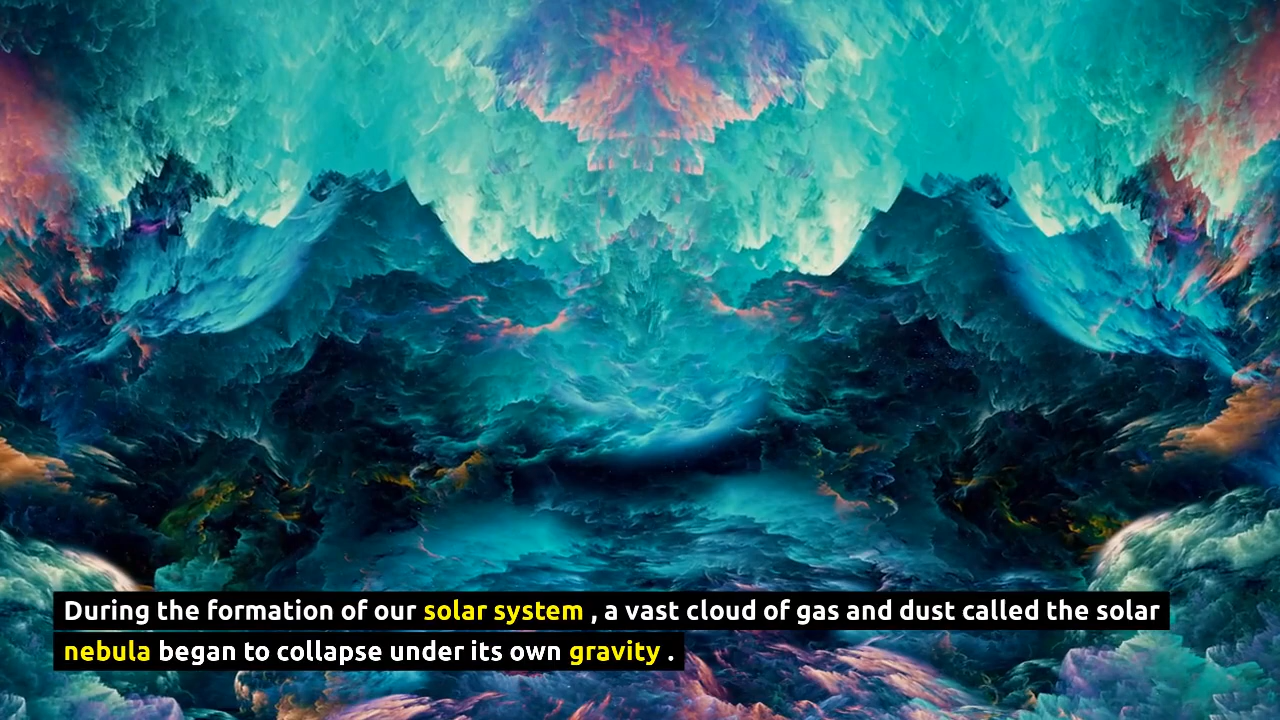 During the formation of our solar system , a vast cloud of gas and dust called the solar
nebula began to collapse under its own gravity .